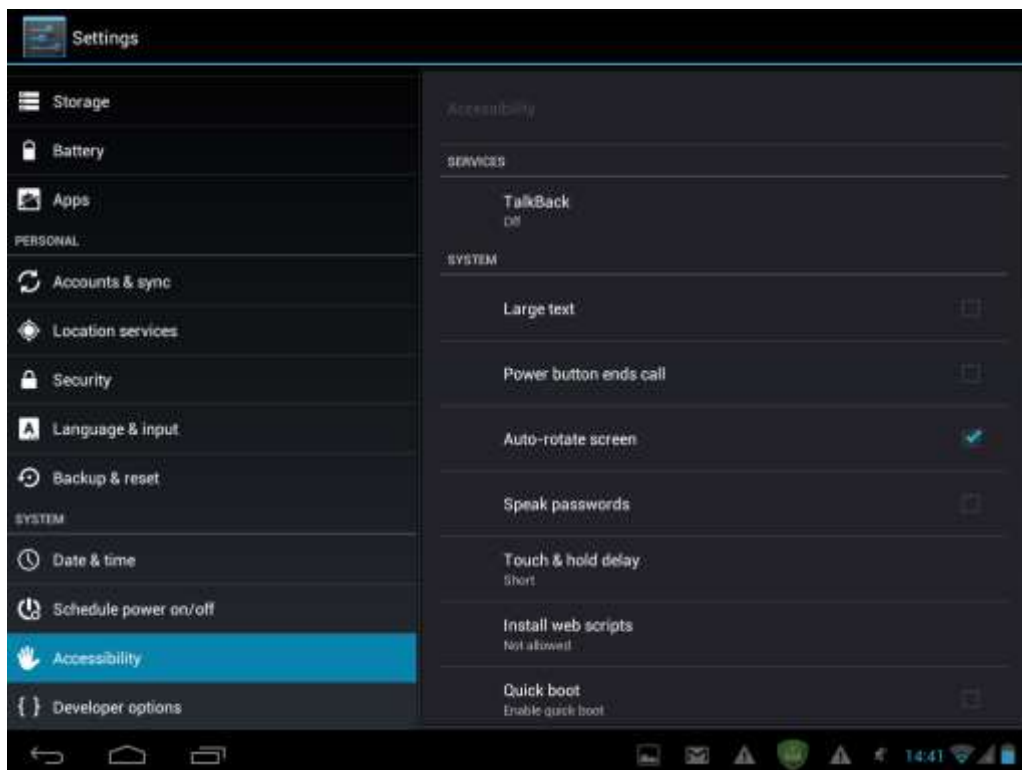 Settings
Storage
Battery
Apps
PERSONAL
Accounts & sync
Location services
Security
Language & input
Backup & reset
SYSTEM
Date & time
Schedule power on/off
Accessibility
{ } Developer options
Accessibility
SERVICES
TalkBack
Off
SYSTEM
Large text
Power button ends call
Auto-rotate screen
Speak passwords
Touch & hold delay
Short
Install web scripts
Not allowed
Quick boot
Enable quick boot
14:41